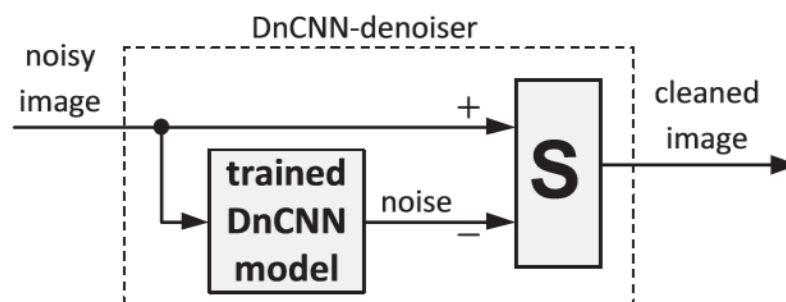 DnCNN-denoiser
noisy
image
+
S
cleaned
image
trained
DnCNN
model
noise
−